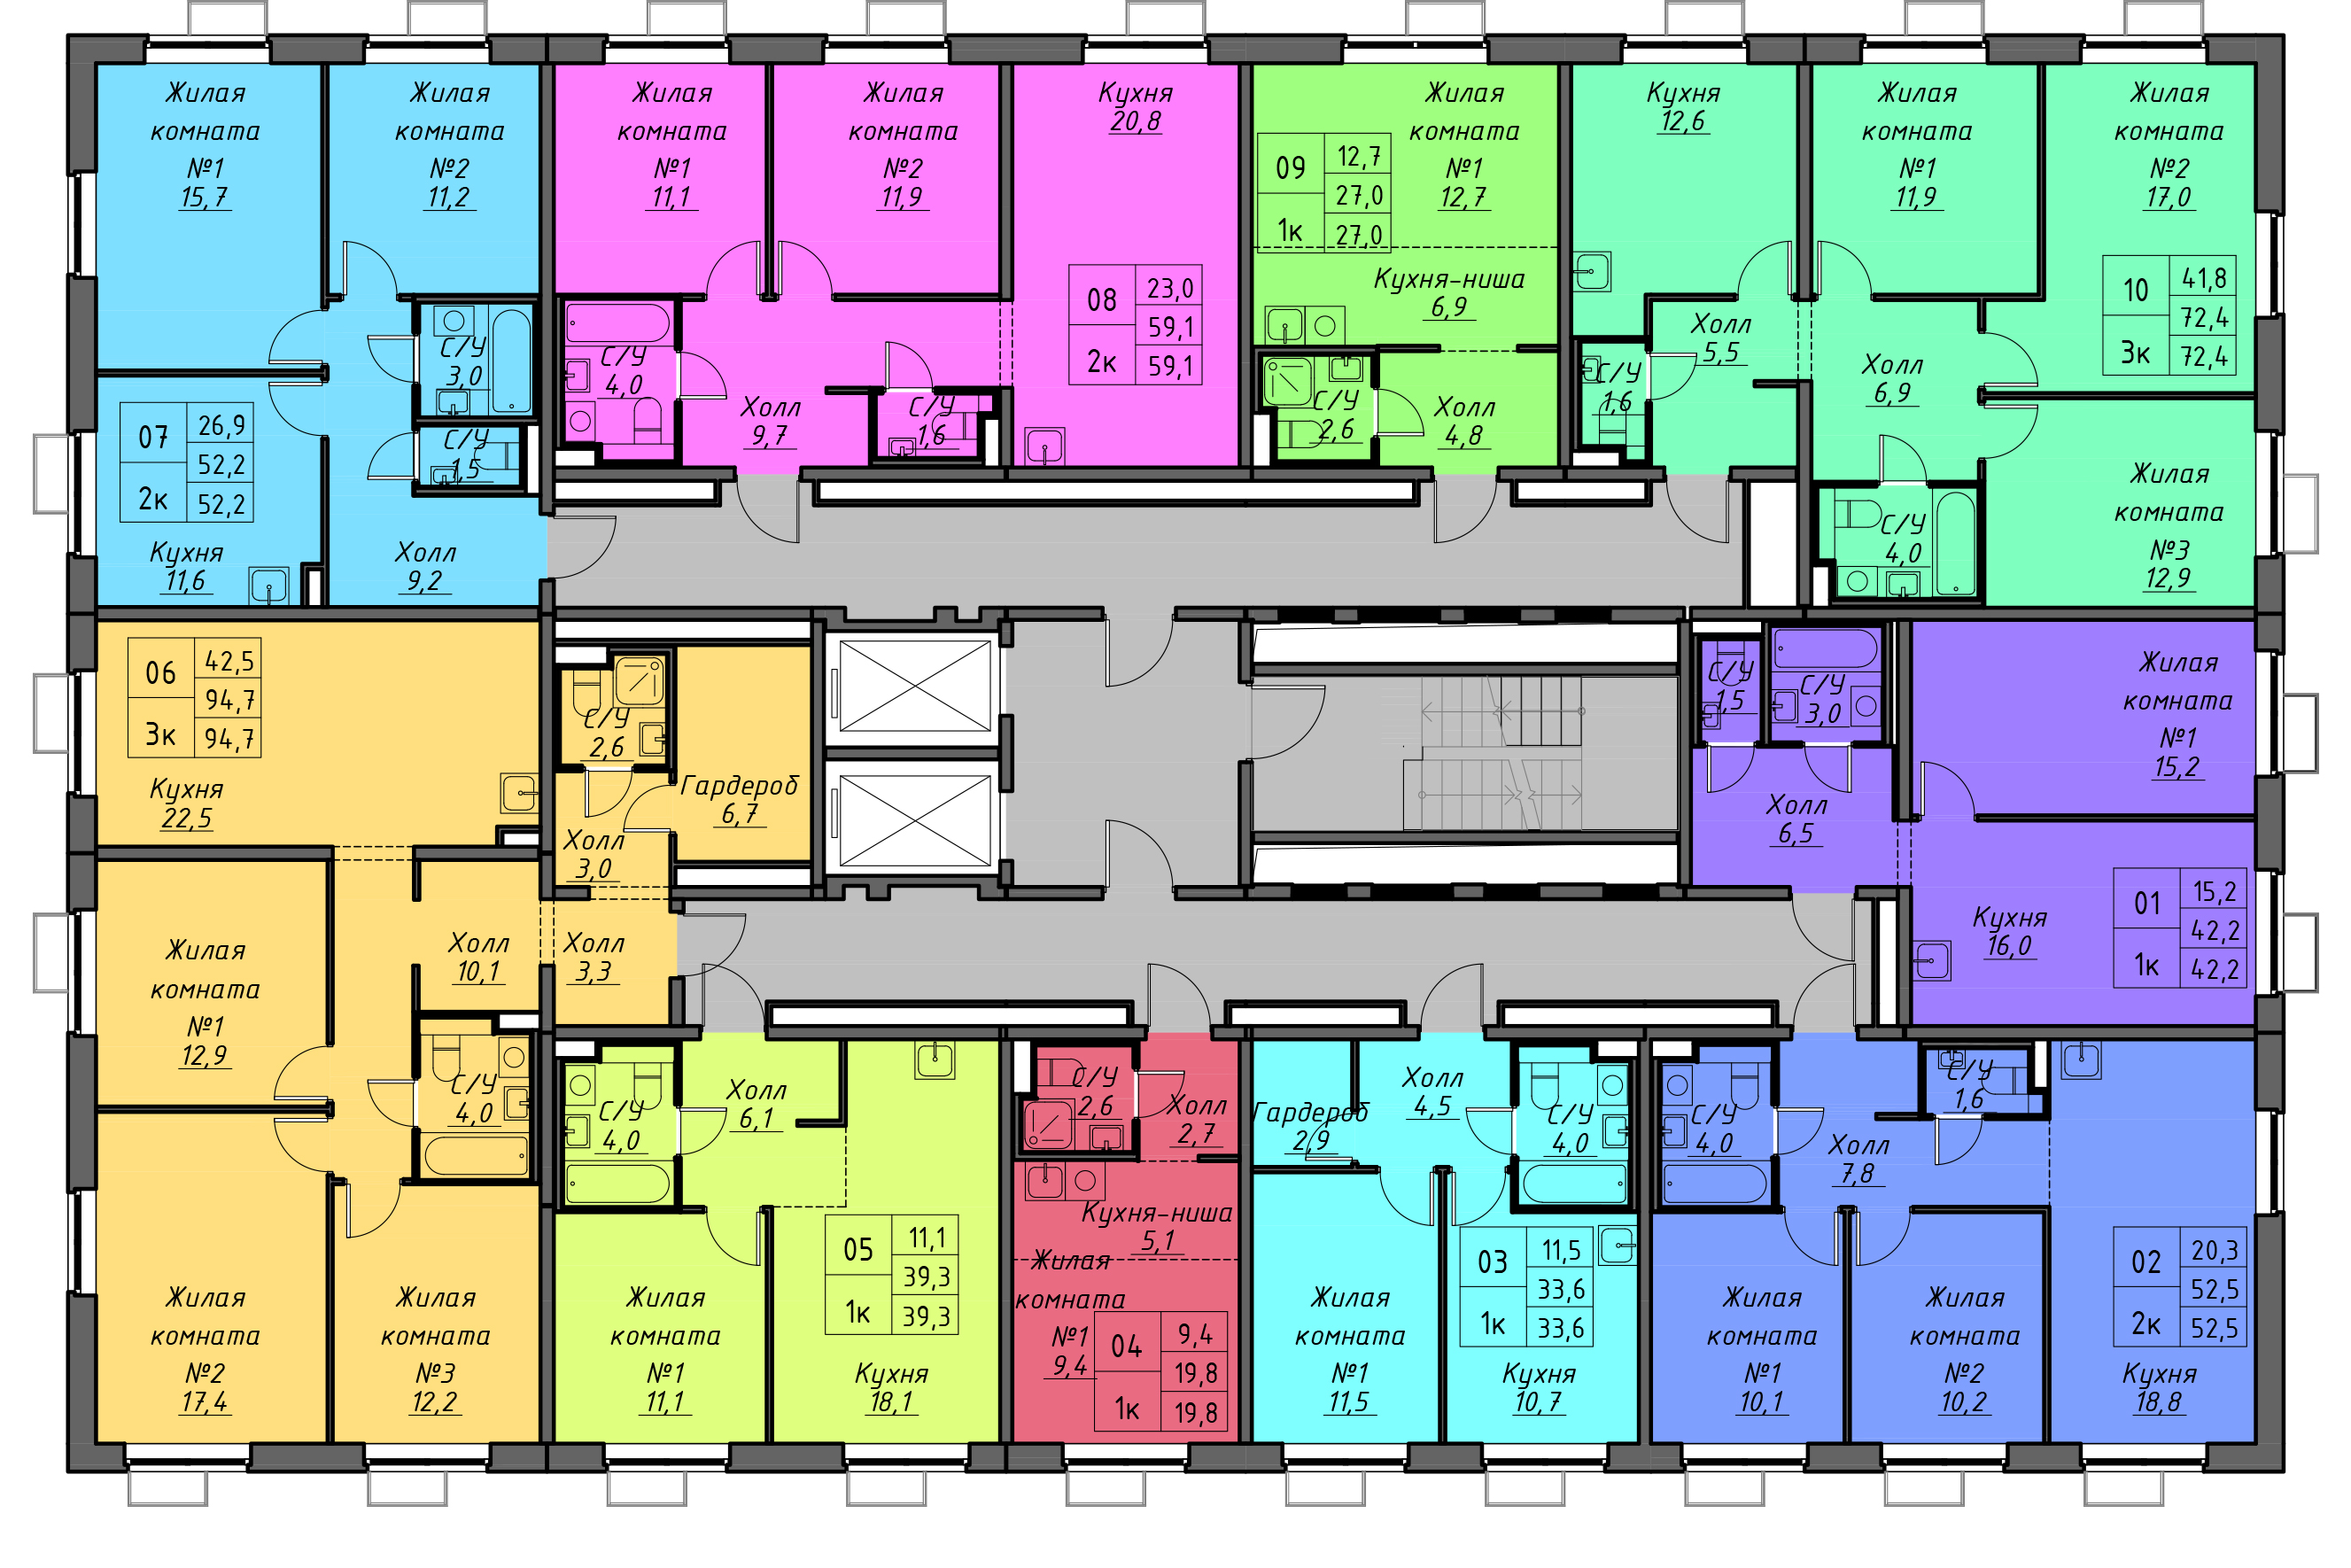 Жилая
комната
№1
15,7
Жилая
комната
№2
11,2
С/У
3,0
С/У
1,5
07
2к
26,9
52,2
52,2
Кухня
11,6
Холл
9,2
Жилая
комната
№1
11,1
Жилая
комната
№2
11,9
Кухня
20,8
08
2к
23,0
59,1
59,1
С/У
4,0
Холл
9,7
С/У
1,6
Жилая
комната
№1
12,7
09
1к
12,7
27,0
27,0
Кухня-ниша
6,9
С/У
2,6
Холл
4,8
Кухня
12,6
Холл
5,5
С/У
1,6
Жилая
комната
№1
11,9
Жилая
комната
№2
17,0
10
3к
41,8
72,4
72,4
Холл
6,9
С/У
4,0
Жилая
комната
№3
12,9
06
3к
42,5
94,7
94,7
Кухня
22,5
С/У
2,6
Гардероб
6,7
Холл
3,0
Холл
3,3
Холл
10,1
Жилая
комната
№1
12,9
С/У
4,0
Жилая
комната
№2
17,4
Жилая
комната
№3
12,2
С/У
1,5
С/У
3,0
Холл
6,5
Жилая
комната
№1
15,2
Кухня
16,0
01
1к
15,2
42,2
42,2
С/У
4,0
Холл
6,1
05
1к
11,1
39,3
39,3
Жилая
комната
№1
11,1
Кухня
18,1
С/У
2,6
Холл
2,7
Кухня-ниша
5,1
Жилая
комната
№1
9,4
04
1к
9,4
19,8
19,8
Гардероб
2,9
Холл
4,5
С/У
4,0
03
1к
11,5
33,6
33,6
Жилая
комната
№1
11,5
Кухня
10,7
С/У
4,0
Холл
7,8
С/У
1,6
02
2к
20,3
52,5
52,5
Жилая
комната
№1
10,1
Жилая
комната
№2
10,2
Кухня
18,8